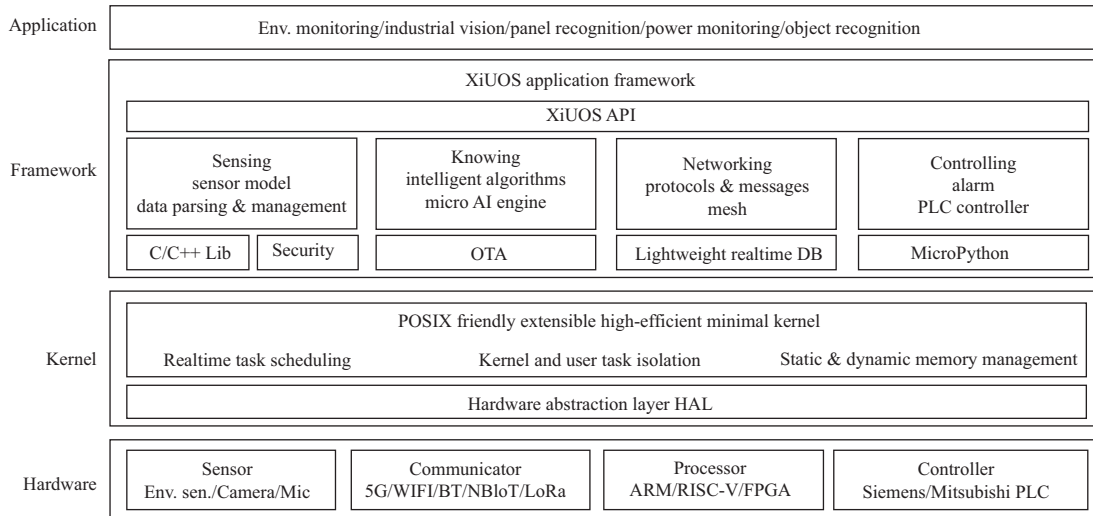 Application
Env. monitoring/industrial vision/panel recognition/power monitoring/object recognition
Framework
XiUOS application framework
XiUOS API
Sensing
sensor model
data parsing & management
Knowing
intelligent algorithms
micro AI engine
Networking
protocols & messages
mesh
Controlling
alarm
PLC controller
C/C++ Lib
Security
OTA
Lightweight realtime DB
MicroPython
Kernel
POSIX friendly extensible high-efficient minimal kernel
Realtime task scheduling
Kernel and user task isolation
Static & dynamic memory management
Hardware abstraction layer HAL
Hardware
Sensor
Env. sen./Camera/Mic
Communicator
5G/WIFI/BT/NBloT/LoRa
Processor
ARM/RISC-V/FPGA
Controller
Siemens/Mitsubishi PLC